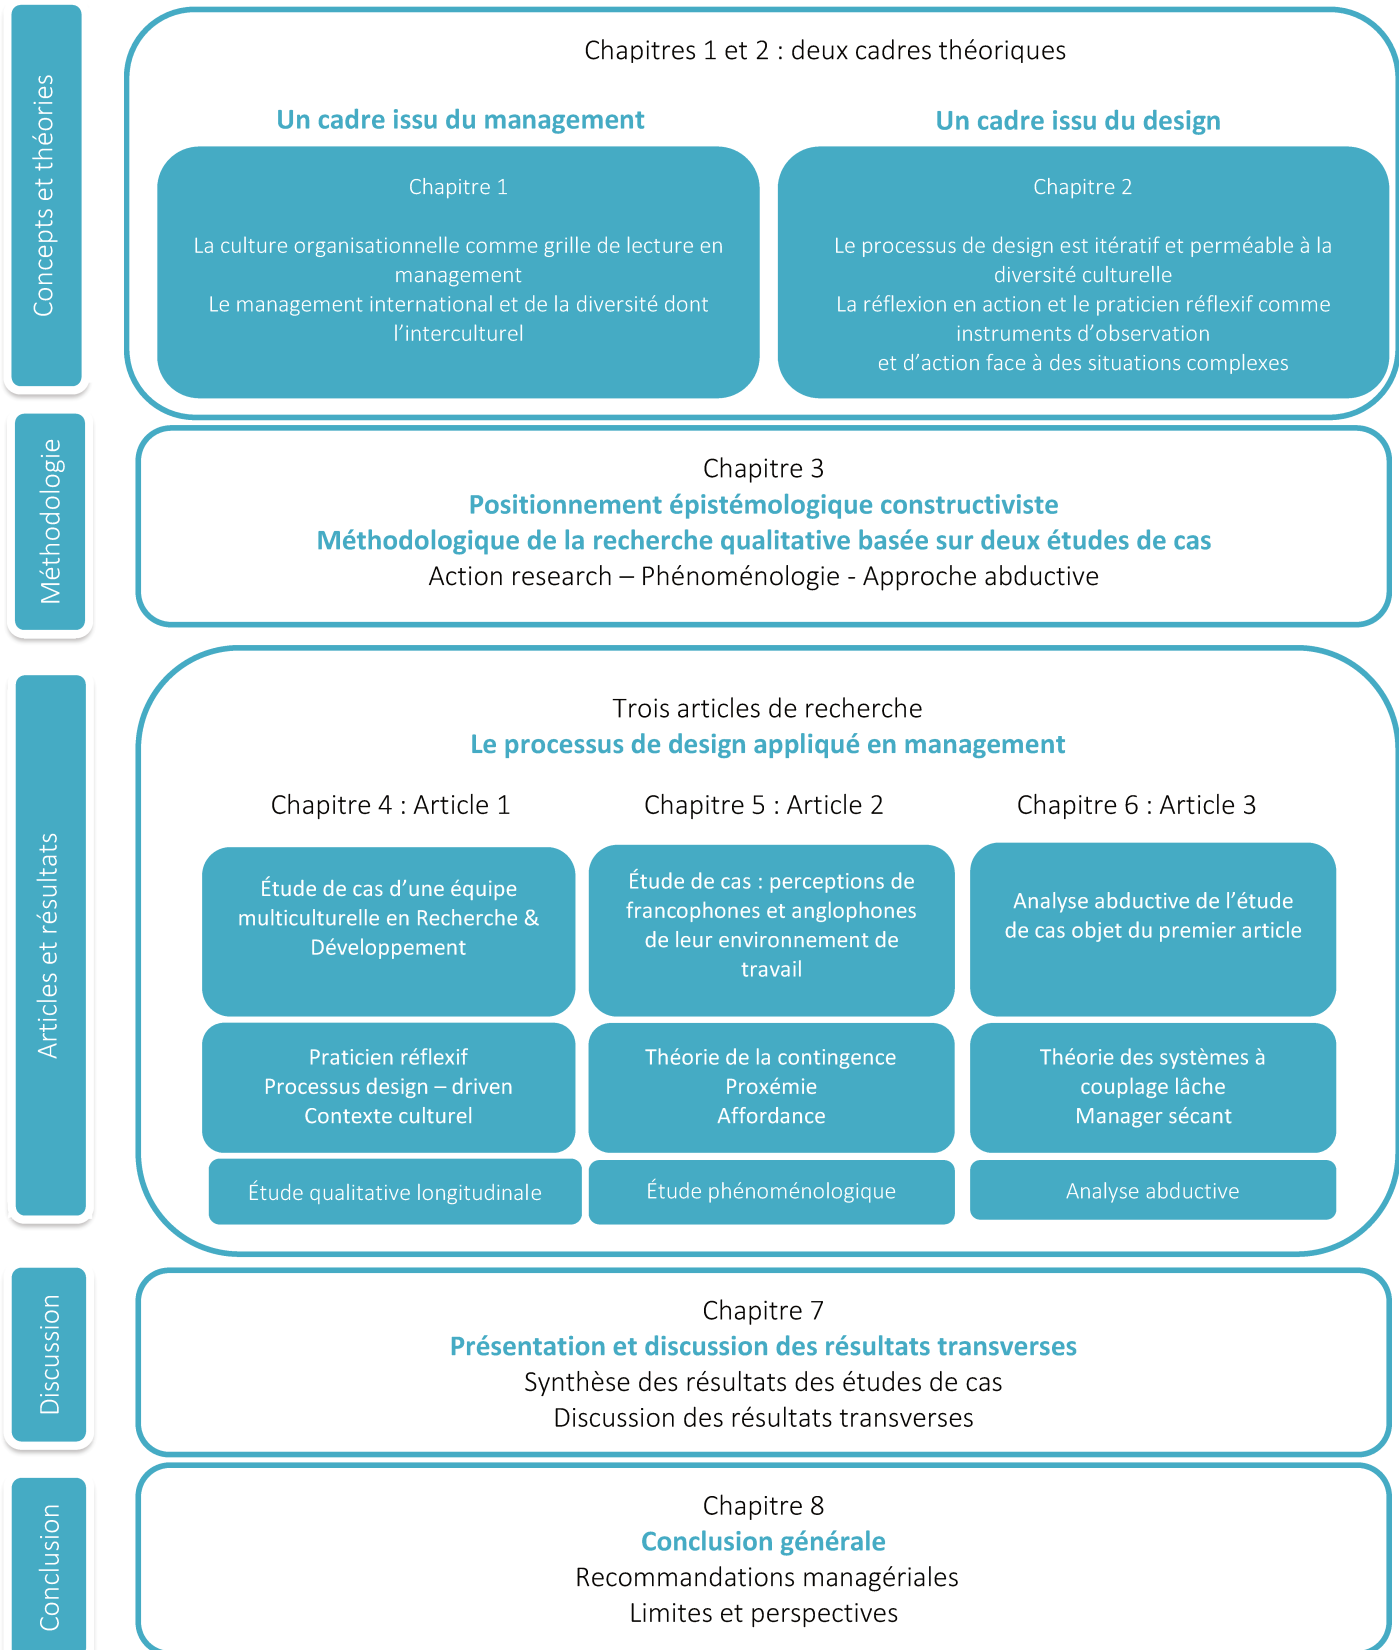 Concepts et théories
Chapitres 1 et 2 : deux cadres théoriques
Un cadre issu du management
Chapitre 1
La culture organisationnelle comme grille de lecture en
management
Le management international et de la diversité dont
l’interculturel
Un cadre issu du design
Chapitre 2
Le processus de design est itératif et perméable à la
diversité culturelle
La réflexion en action et le praticien réflexif comme
instruments d’observation
et d’action face à des situations complexes
Méthodologie
Chapitre 3
Positionnement épistémologique constructiviste
Méthodologique de la recherche qualitative basée sur deux études de cas
Action research – Phénoménologie - Approche abductive
Articles et résultats
Trois articles de recherche
Le processus de design appliqué en management
Chapitre 4 : Article 1
Étude de cas d’une équipe
multiculturelle en Recherche &
Développement
Praticien réflexif
Processus design – driven
Contexte culturel
Étude qualitative longitudinale
Chapitre 5 : Article 2
Étude de cas : perceptions de
francophones et anglophones
de leur environnement de
travail
Théorie de la contingence
Proxémie
Affordance
Étude phénoménologique
Chapitre 6 : Article 3
Analyse abductive de l’étude
de cas objet du premier article
Théorie des systèmes à
couplage lâche
Manager sécant
Analyse abductive
Discussion
Chapitre 7
Présentation et discussion des résultats transverses
Synthèse des résultats des études de cas
Discussion des résultats transverses
Conclusion
Chapitre 8
Conclusion générale
Recommandations managériales
Limites et perspectives